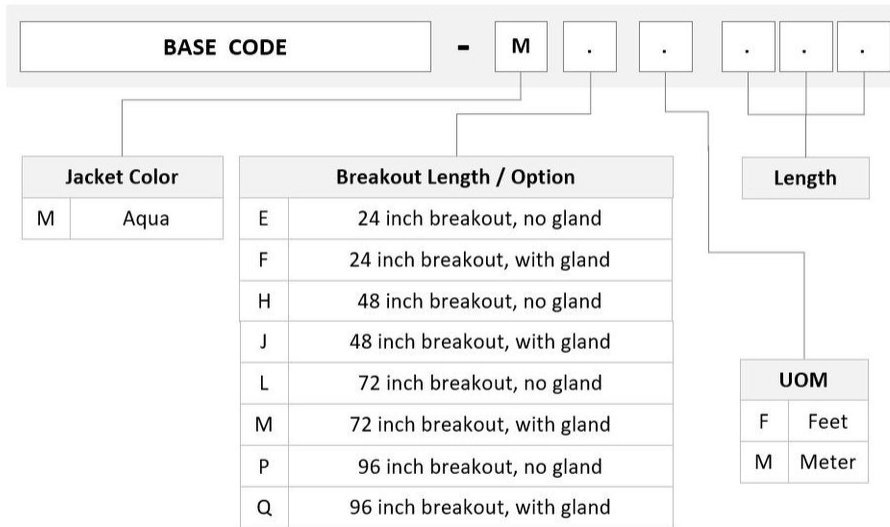 BASE CODE - M . . . . .
Jacket Color
M Aqua
Breakout Length / Option
E 24 inch breakout, no gland
F 24 inch breakout, with gland
H 48 inch breakout, no gland
J 48 inch breakout, with gland
L 72 inch breakout, no gland
M 72 inch breakout, with gland
P 96 inch breakout, no gland
Q 96 inch breakout, with gland
Length
UOM
F Feet
M Meter